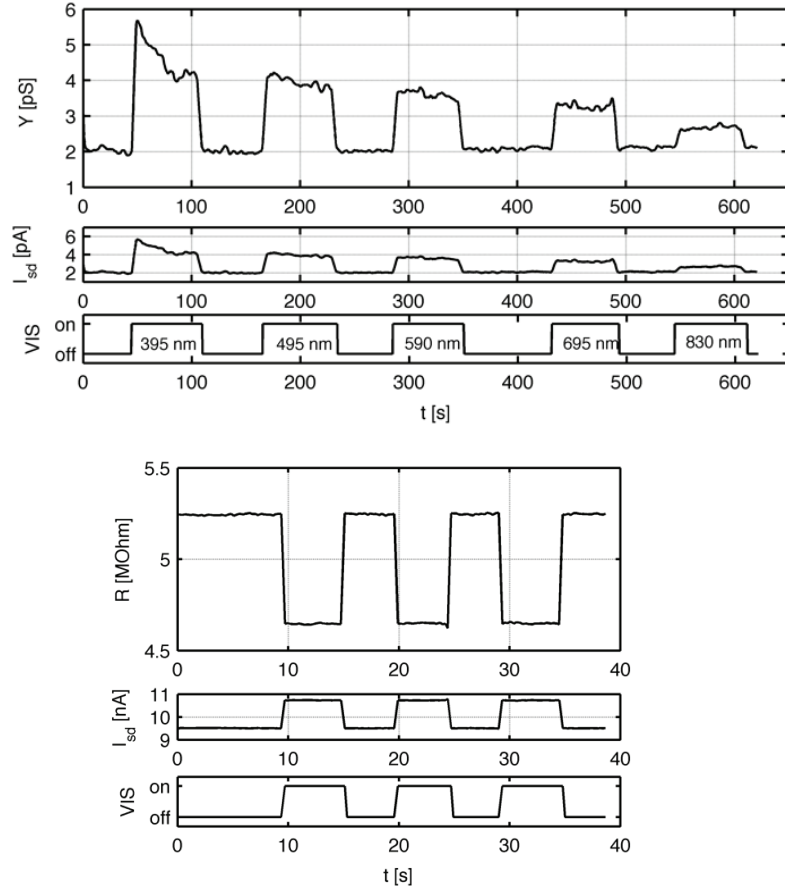 6
5
4
3
2
1
Y [pS]
0 100 200 300 400 500 600
6
4
2
I_sd [pA]
0 100 200 300 400 500 600
on
off
VIS
395 nm 495 nm 590 nm 695 nm 830 nm
0 100 200 300 400 500 600
t [s]
5.5
5
4.5
R [MOhm]
0 10 20 30 40
11
10
9
I_sd [nA]
0 10 20 30 40
on
off
VIS
0 10 20 30 40
t [s]